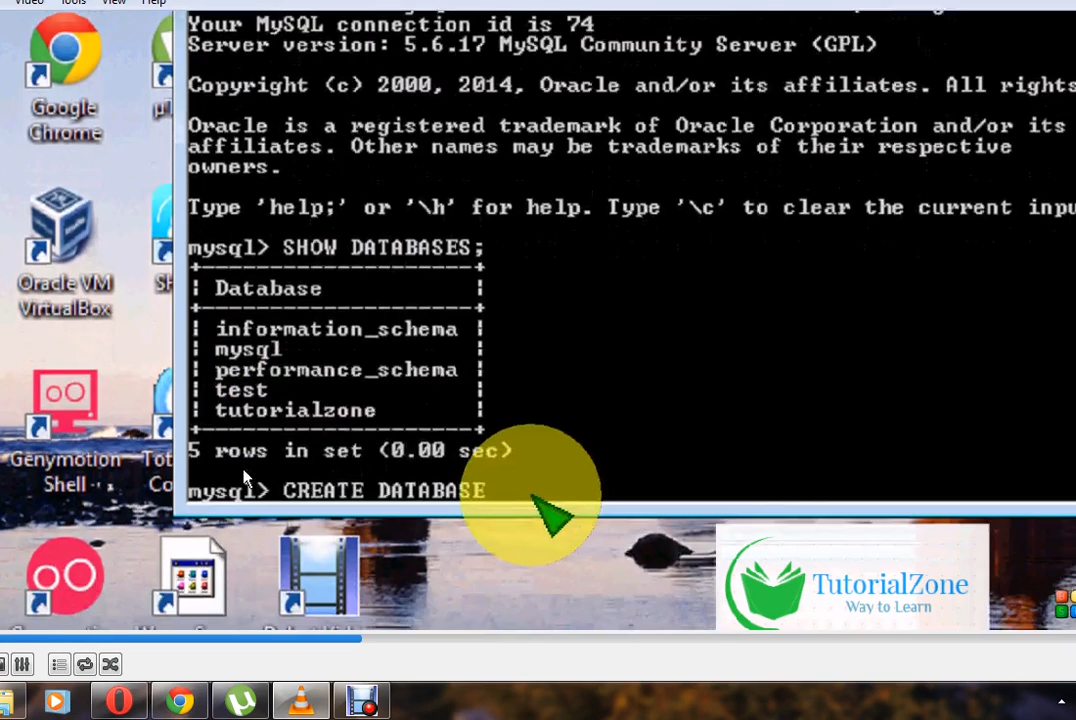 Video Tools View Help
Your MySQL connection id is 74
Server version: 5.6.17 MySQL Community Server (GPL)
Copyright (c) 2000, 2014, Oracle and/or its affiliates. All rights
Oracle is a registered trademark of Oracle Corporation and/or its
affiliates. Other names may be trademarks of their respective
owners.
Type 'help;' or '\h' for help. Type '\c' to clear the current inpu
mysql> SHOW DATABASES;
Database
information_schema
mysql
performance_schema
test
tutorialzone
5 rows in set (0.00 sec)
mysql> CREATE DATABASE
Google
Chrome
Oracle VM
VirtualBox
Genymotion
Shell
Tot
Co
TutorialZone
Way to Learn